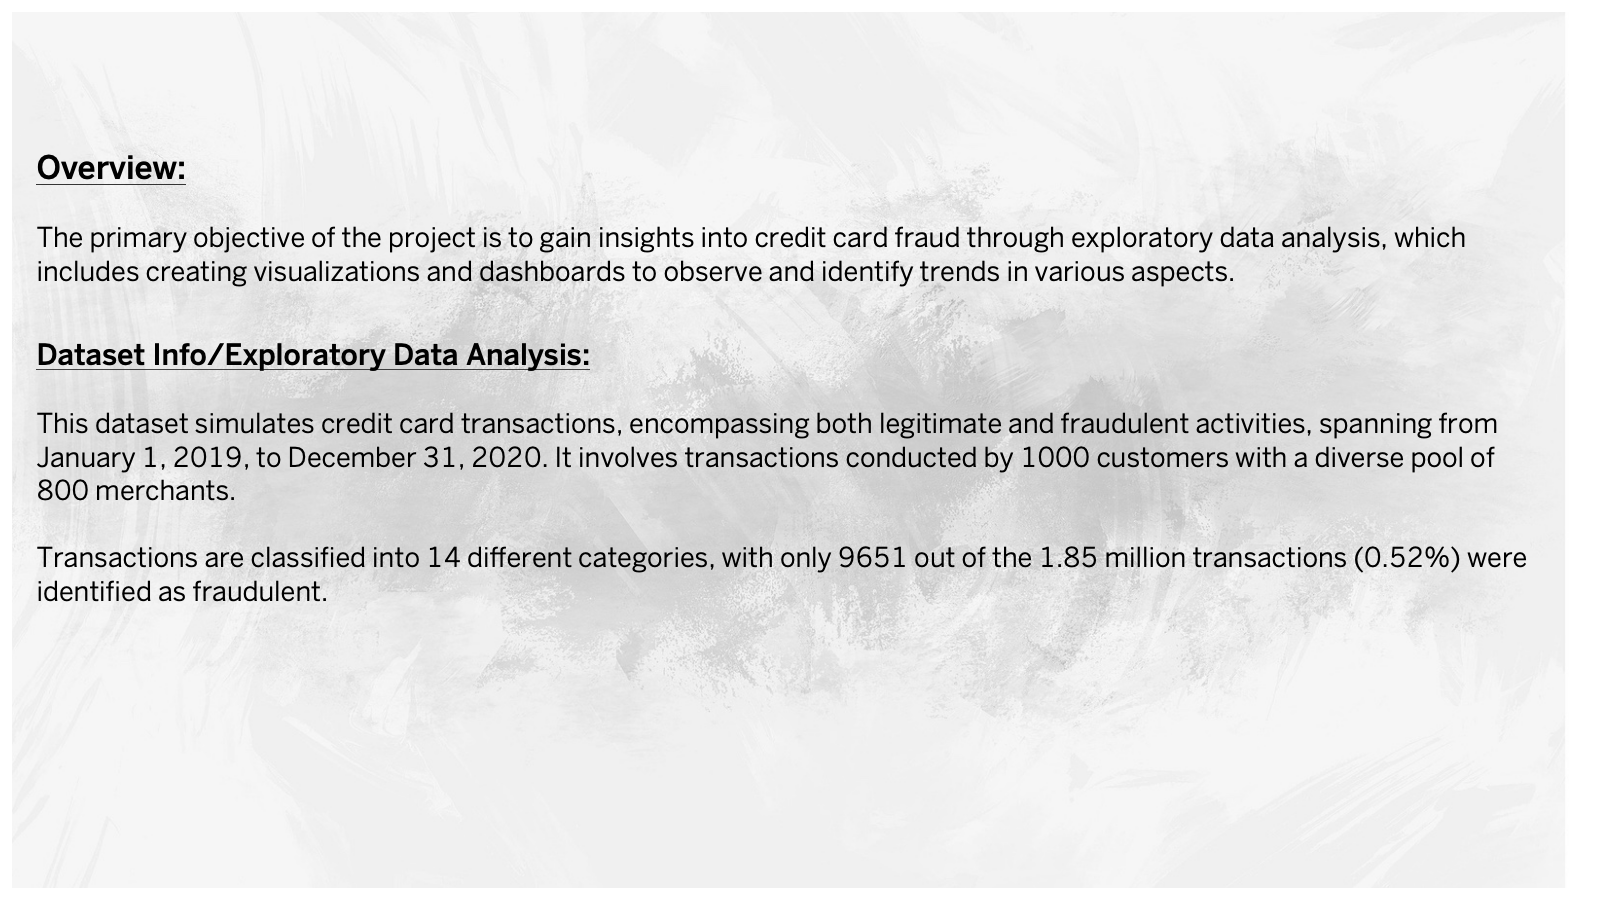 Overview:
The primary objective of the project is to gain insights into credit card fraud through exploratory data analysis, which
includes creating visualizations and dashboards to observe and identify trends in various aspects.
Dataset Info/Exploratory Data Analysis:
This dataset simulates credit card transactions, encompassing both legitimate and fraudulent activities, spanning from
January 1, 2019, to December 31, 2020. It involves transactions conducted by 1000 customers with a diverse pool of
800 merchants.
Transactions are classified into 14 different categories, with only 9651 out of the 1.85 million transactions (0.52%) were
identified as fraudulent.